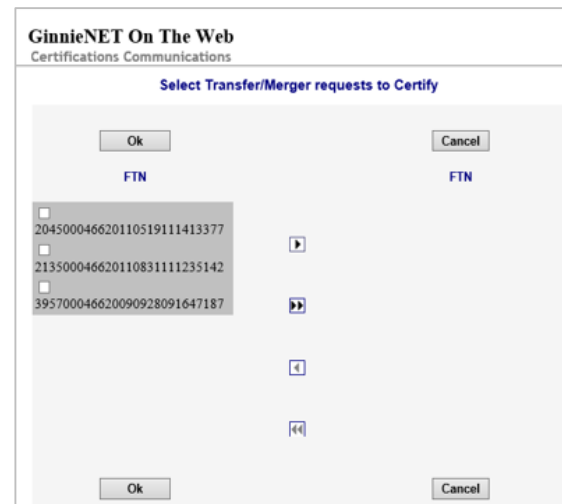 GinnieNET On The Web
Certifications Communications
Select Transfer/Merger requests to Certify
Ok Cancel
FTN FTN
204500046620110519111413377
213500046620110831111235142
395700046620090928091647187
Ok Cancel